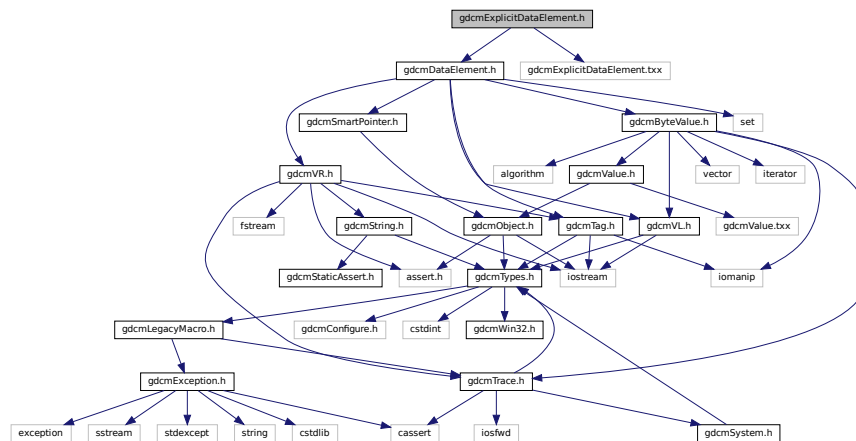 gdcmExplicitDataElement.h
gdcmDataElement.h
gdcmExplicitDataElement.txx
gdcmSmartPointer.h
gdcmByteValue.h
set
gdcmVR.h
algorithm
gdcmValue.h
vector
iterator
fstream
gdcmString.h
gdcmObject.h
gdcmTag.h
gdcmVL.h
gdcmValue.txx
gdcmStaticAssert.h
assert.h
gdcmTypes.h
iostream
iomanip
gdcmLegacyMacro.h
gdcmConfigure.h
cstdint
gdcmWin32.h
gdcmException.h
gdcmTrace.h
exception
sstream
stdexcept
string
cstdlib
cassert
iosfwd
gdcmSystem.h